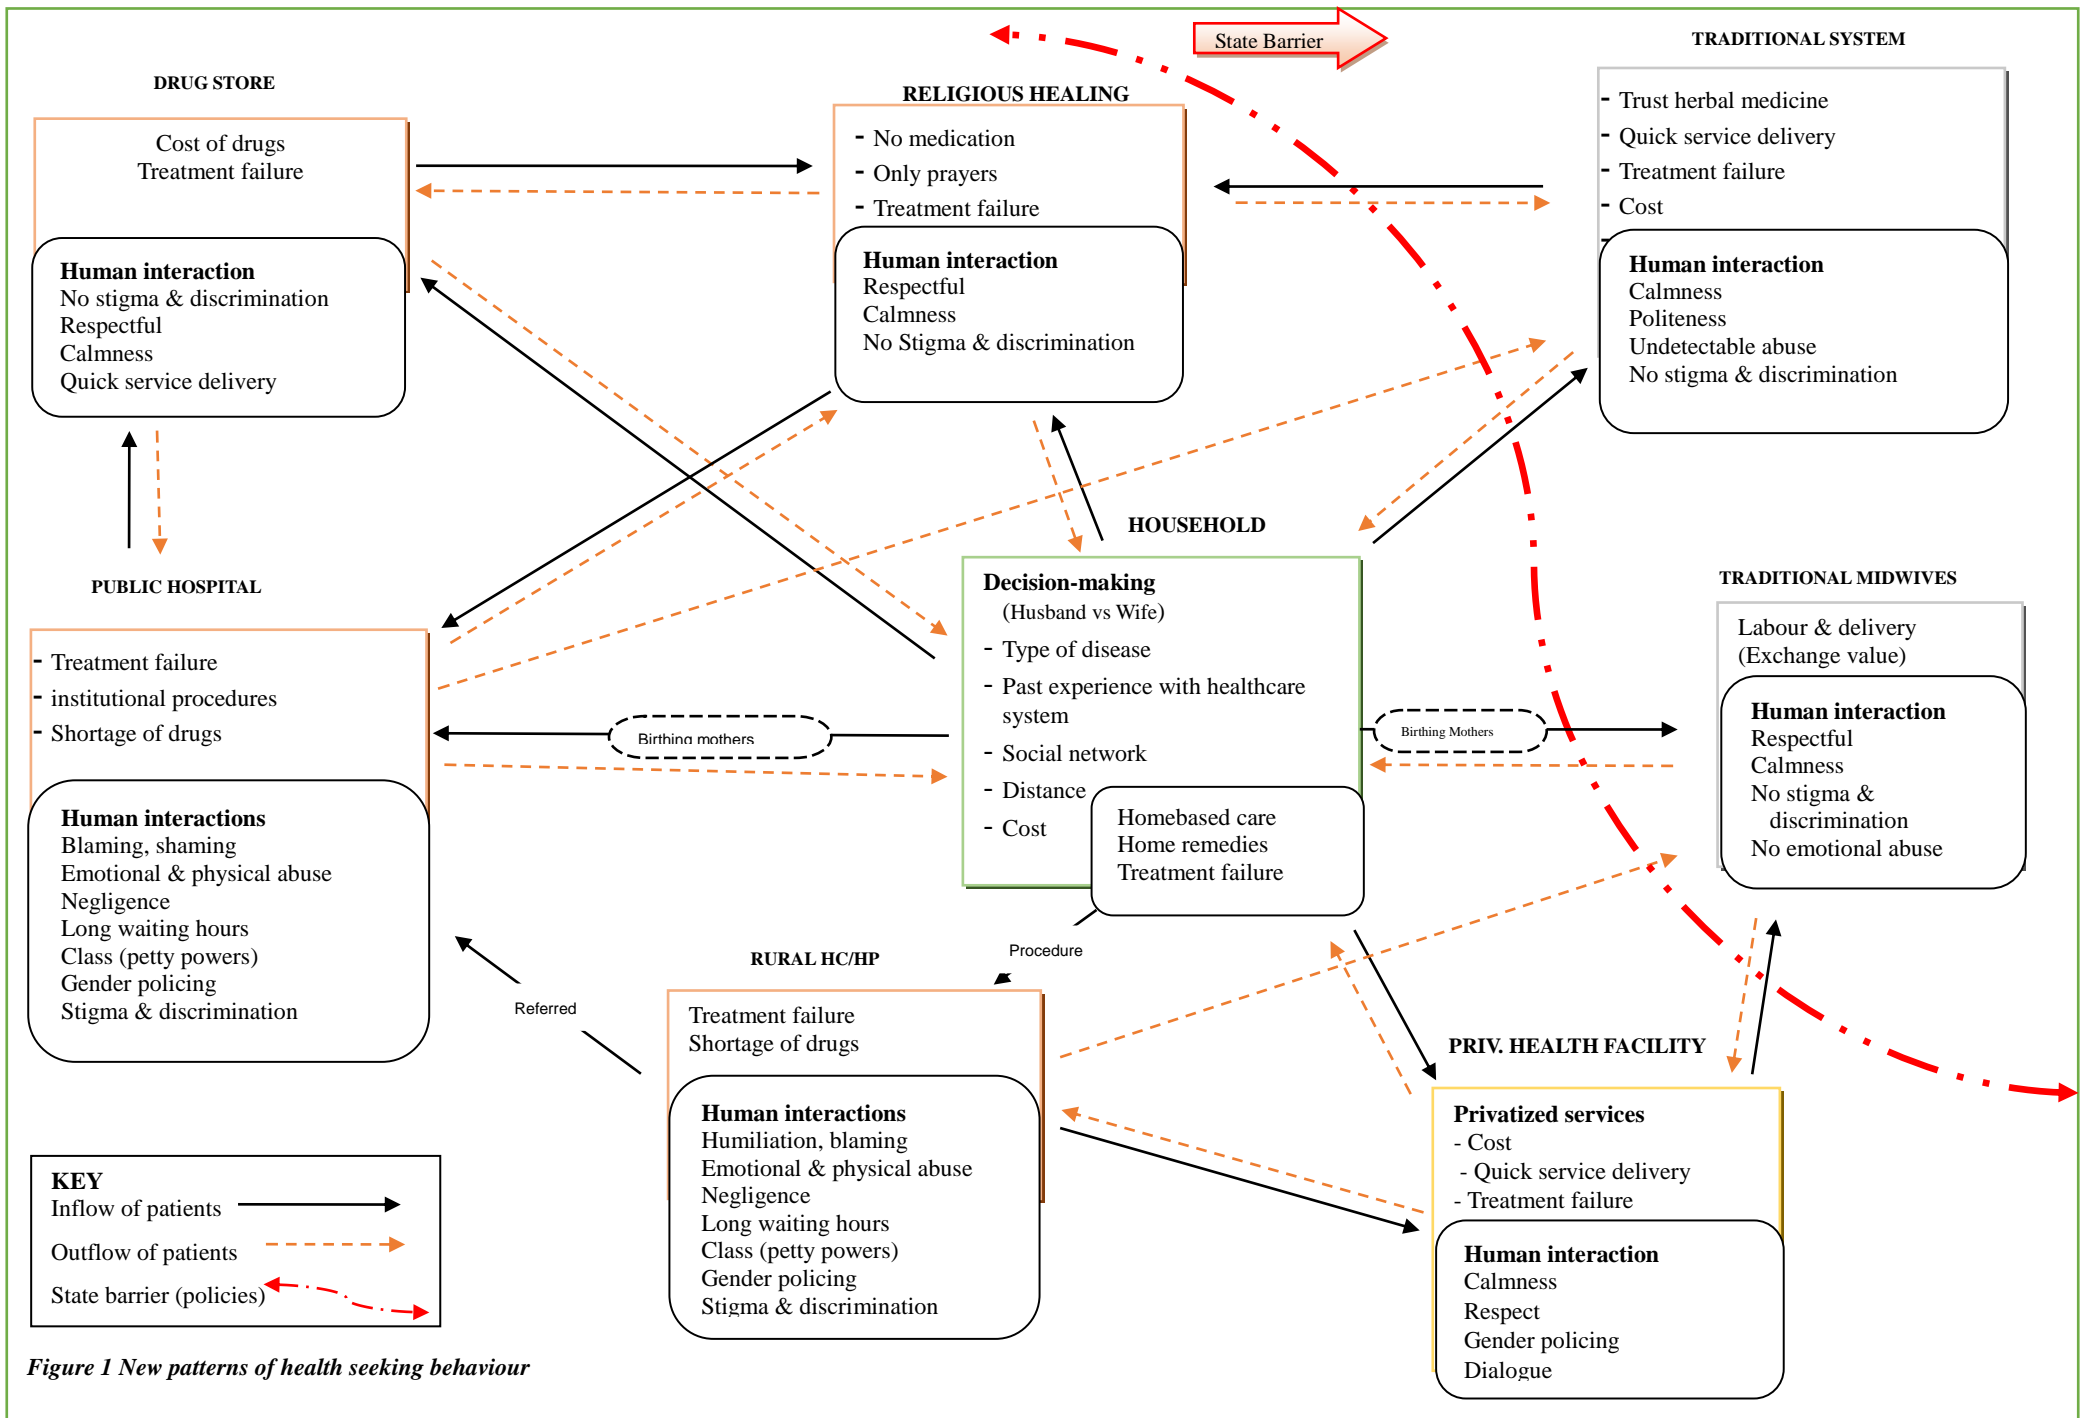 State Barrier
TRADITIONAL SYSTEM
- Trust herbal medicine
- Quick service delivery
- Treatment failure
- Cost
-
Human interaction
Calmness
Politeness
Undetectable abuse
No stigma & discrimination
DRUG STORE
Cost of drugs
Treatment failure
Human interaction
No stigma & discrimination
Respectful
Calmness
Quick service delivery
RELIGIOUS HEALING
- No medication
- Only prayers
- Treatment failure
Human interaction
Respectful
Calmness
No Stigma & discrimination
HOUSEHOLD
Decision-making
(Husband vs Wife)
- Type of disease
- Past experience with healthcare
system
- Social network
- Distance
- Cost
Homebased care
Home remedies
Treatment failure
PUBLIC HOSPITAL
- Treatment failure
- institutional procedures
- Shortage of drugs
Human interactions
Blaming, shaming
Emotional & physical abuse
Negligence
Long waiting hours
Class (petty powers)
Gender policing
Stigma & discrimination
Birthing mothers
Birthing Mothers
TRADITIONAL MIDWIVES
Labour & delivery
(Exchange value)
Human interaction
Respectful
Calmness
No stigma &
discrimination
No emotional abuse
Procedure
Referred
RURAL HC/HP
Treatment failure
Shortage of drugs
Human interactions
Humiliation, blaming
Emotional & physical abuse
Negligence
Long waiting hours
Class (petty powers)
Gender policing
Stigma & discrimination
PRIV. HEALTH FACILITY
Privatized services
- Cost
- Quick service delivery
- Treatment failure
Human interaction
Calmness
Respect
Gender policing
Dialogue
KEY
Inflow of patients
Outflow of patients
State barrier (policies)
Figure 1 New patterns of health seeking behaviour